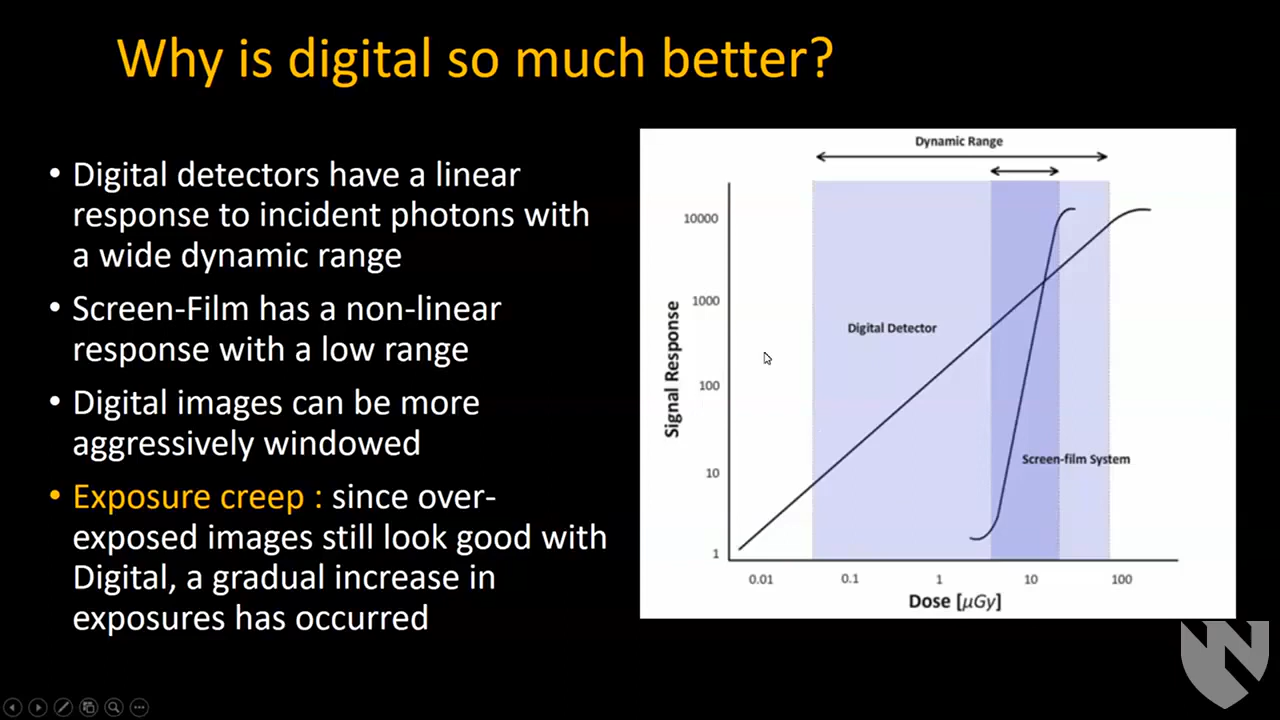 Why is digital so much better?
• Digital detectors have a linear
response to incident photons with
a wide dynamic range
• Screen-Film has a non-linear
response with a low range
• Digital images can be more
aggressively windowed
• Exposure creep : since over-
exposed images still look good with
Digital, a gradual increase in
exposures has occurred
Dynamic Range
10000
1000
100
10
1
Signal Response
Digital Detector
Screen-film System
0.01 0.1 1 10 100
Dose [µGy]
N